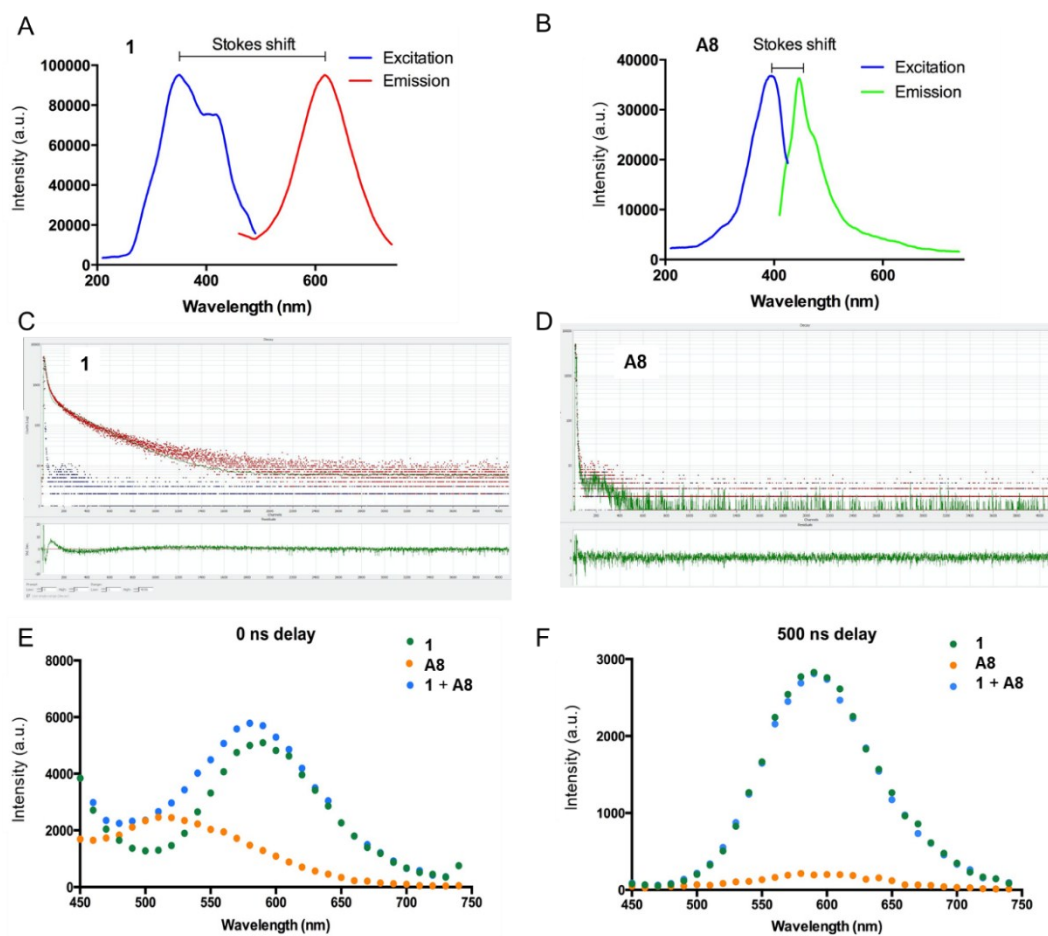 A
1
Stokes shift
Excitation
Emission
100000
80000
60000
40000
20000
0
200
400
600
Intensity (a.u.)
Wavelength (nm)
B
A8
Stokes shift
Excitation
Emission
40000
30000
20000
10000
0
200
400
600
Intensity (a.u.)
Wavelength (nm)
C
1
Channels
Residuals
D
A8
Channels
Residuals
E
0 ns delay
1
A8
1 + A8
8000
6000
4000
2000
0
450
500
550
600
650
700
750
Intensity (a.u.)
Wavelength (nm)
F
500 ns delay
1
A8
1 + A8
3000
2000
1000
0
450
500
550
600
650
700
750
Intensity (a.u.)
Wavelength (nm)